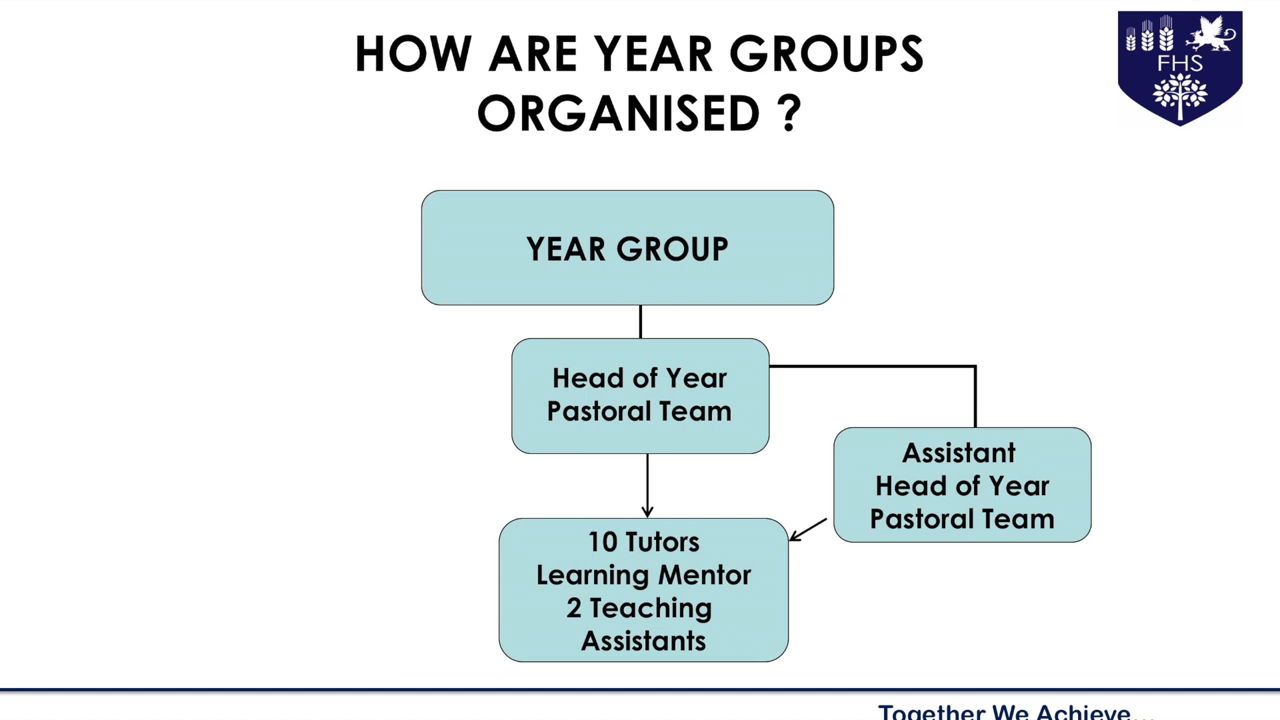 HOW ARE YEAR GROUPS
ORGANISED ?
FHS
YEAR GROUP
Head of Year
Pastoral Team
Assistant
Head of Year
Pastoral Team
10 Tutors
Learning Mentor
2 Teaching
Assistants
Together We Achieve...